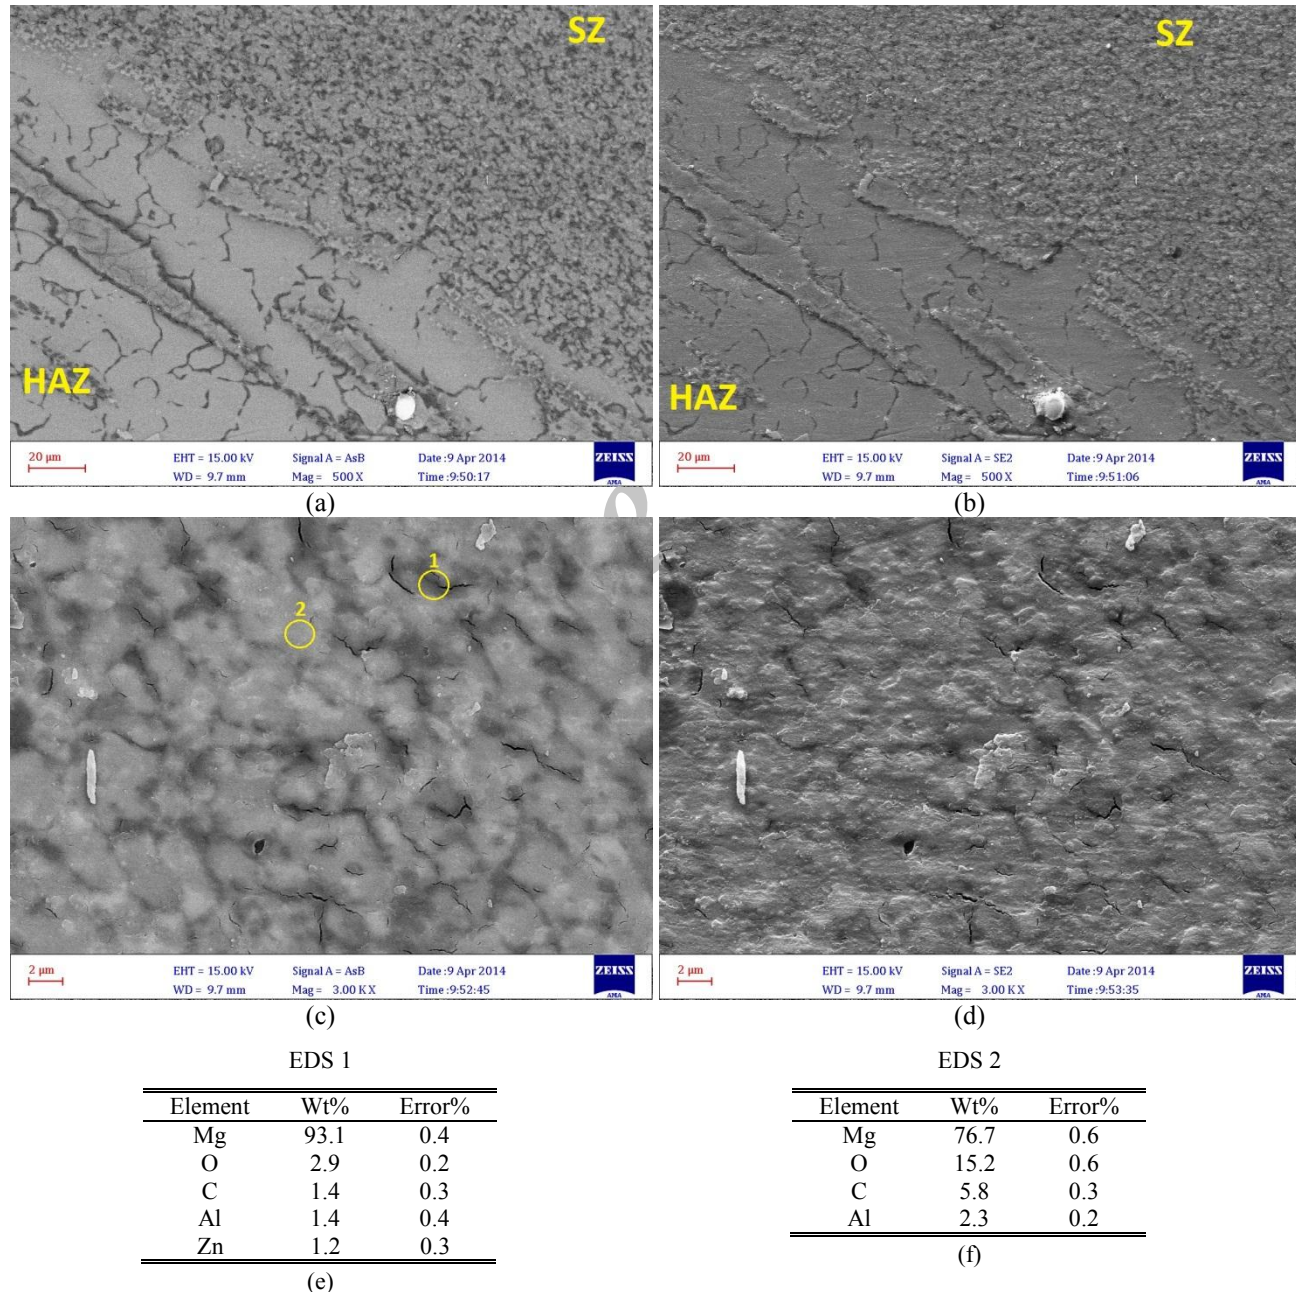 SZ
HAZ
20 µm
EHT = 15.00 kV Signal A = AsB Date :9 Apr 2014
WD = 9.7 mm Mag = 500 X Time :9:50:17
ZEISS
AMA
(a)
SZ
HAZ
20 µm
EHT = 15.00 kV Signal A = SE2 Date :9 Apr 2014
WD = 9.7 mm Mag = 500 X Time :9:51:06
ZEISS
AMA
(b)
1
2
2 µm
EHT = 15.00 kV Signal A = AsB Date :9 Apr 2014
WD = 9.7 mm Mag = 3.00 K X Time :9:52:45
ZEISS
AMA
(c)
2 µm
EHT = 15.00 kV Signal A = SE2 Date :9 Apr 2014
WD = 9.7 mm Mag = 3.00 K X Time :9:53:35
ZEISS
AMA
(d)
EDS 1
Element Wt% Error%
Mg 93.1 0.4
O 2.9 0.2
C 1.4 0.3
Al 1.4 0.4
Zn 1.2 0.3
(e)
EDS 2
Element Wt% Error%
Mg 76.7 0.6
O 15.2 0.6
C 5.8 0.3
Al 2.3 0.2
(f)